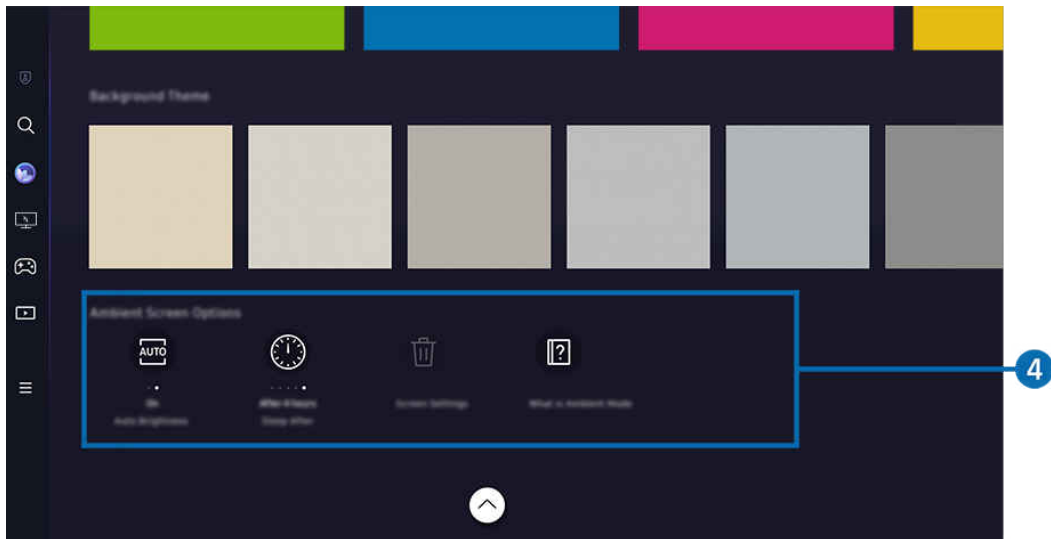 Background Theme
Ambient Screen Options
AUTO
?
4
On
After 4 hours
Auto Brightness
Sleep After
Screen Settings
What is Ambient Mode